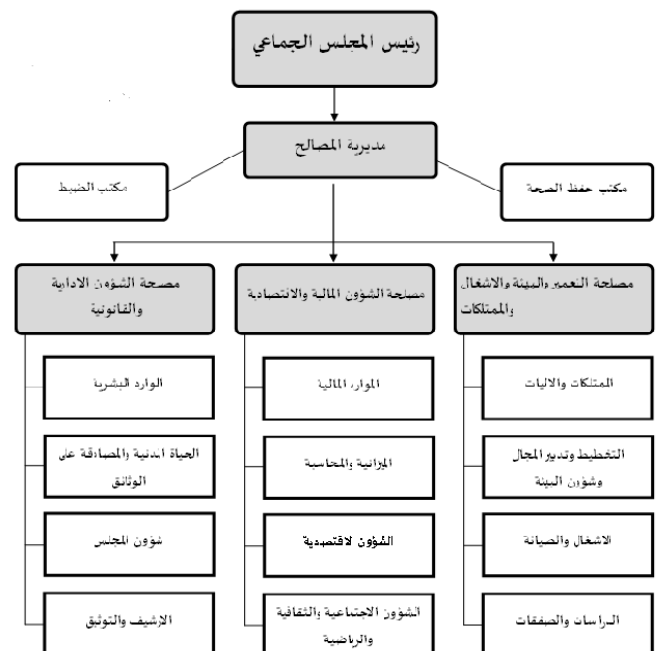 رئيس المجلس الجماعي
مديرية المصالح
مكتب حفظ الصحة
مكتب الضبط
مصلحة التعمير والبيئة والاشغال
والممتلكات
مصلحة الشؤون المالية والاقتصادية
مصلحة الشؤون الادارية
والقانونية
الممتلكات والاليات
التخطيط وتدبير المجال
وشؤون البيئة
الاشغال والصيانة
الدراسات والصفقات
الموارد المالية
الميزانية والمحاسبة
الشؤون لاقتصدية
الشؤون الاجتماعية والثقافية
والرياضية
الوارد البشرية
الحياة المدنية والمصادقة على
الوثائق
شؤون المجلس
الارشيف والتوثيق